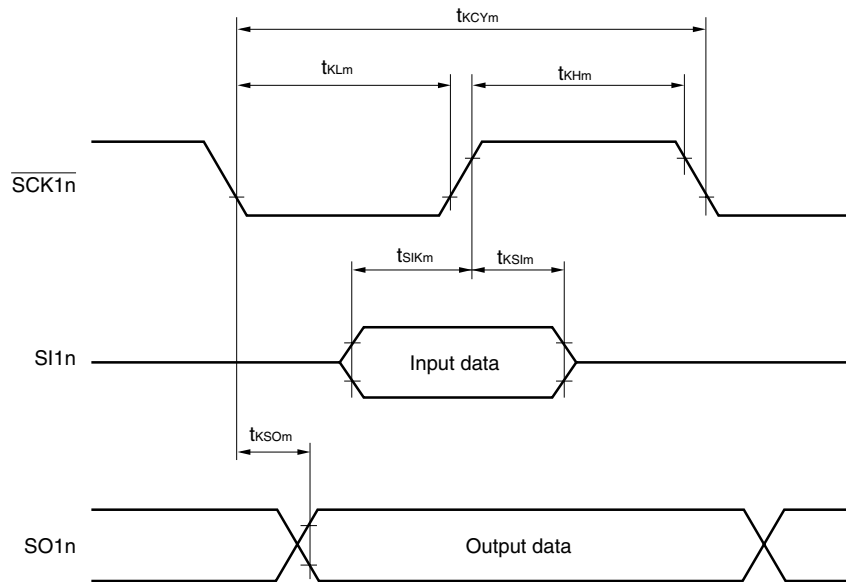 tKCYm
tKLm
tKHm
SCK1n
tSIKm
tKSIm
SI1n
Input data
tKSOm
SO1n
Output data